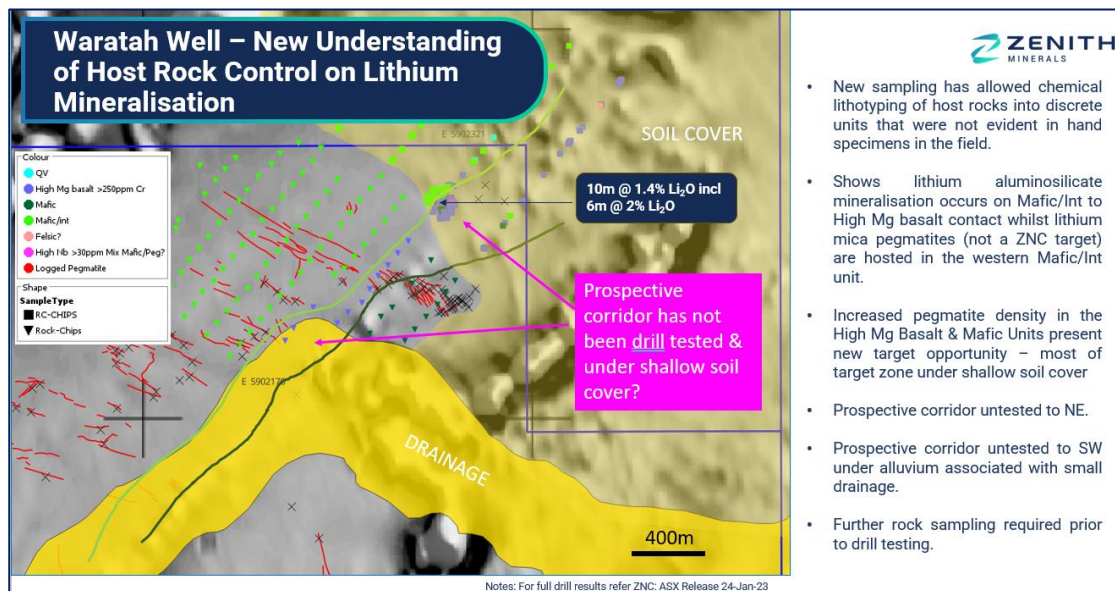 Waratah Well – New Understanding
of Host Rock Control on Lithium
Mineralisation
ZENITH
MINERALS
E 5902321
SOIL COVER
Colour
QV
High Mg basalt >250ppm Cr
Mafic
Mafic/int
Felsic?
High Nb >30ppm Mix Mafic/Peg?
Logged Pegmatite
Shape
SampleType
RC-CHIPS
Rock-Chips
10m @ 1.4% Li₂O incl
6m @ 2% Li₂O
Prospective
corridor has not
been drill tested &
under shallow soil
cover?
E 5902176
DRAINAGE
400m
• New sampling has allowed chemical
lithotyping of host rocks into discrete
units that were not evident in hand
specimens in the field.
• Shows lithium aluminosilicate
mineralisation occurs on Mafic/Int to
High Mg basalt contact whilst lithium
mica pegmatites (not a ZNC target)
are hosted in the western Mafic/Int
unit.
• Increased pegmatite density in the
High Mg Basalt & Mafic Units present
new target opportunity – most of
target zone under shallow soil cover
• Prospective corridor untested to NE.
• Prospective corridor untested to SW
under alluvium associated with small
drainage.
• Further rock sampling required prior
to drill testing.
Notes: For full drill results refer ZNC: ASX Release 24-Jan-23